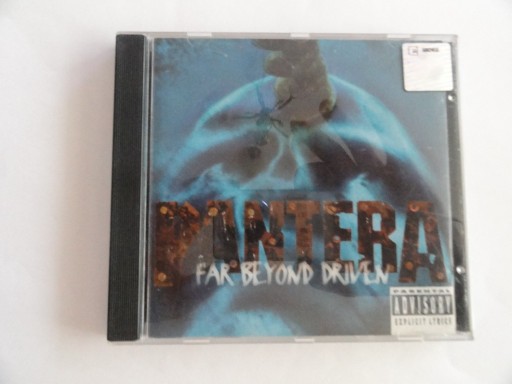 PANTERA
FAR BEYOND DRIVEN
PARENTAL
ADVISORY
EXPLICIT LYRICS